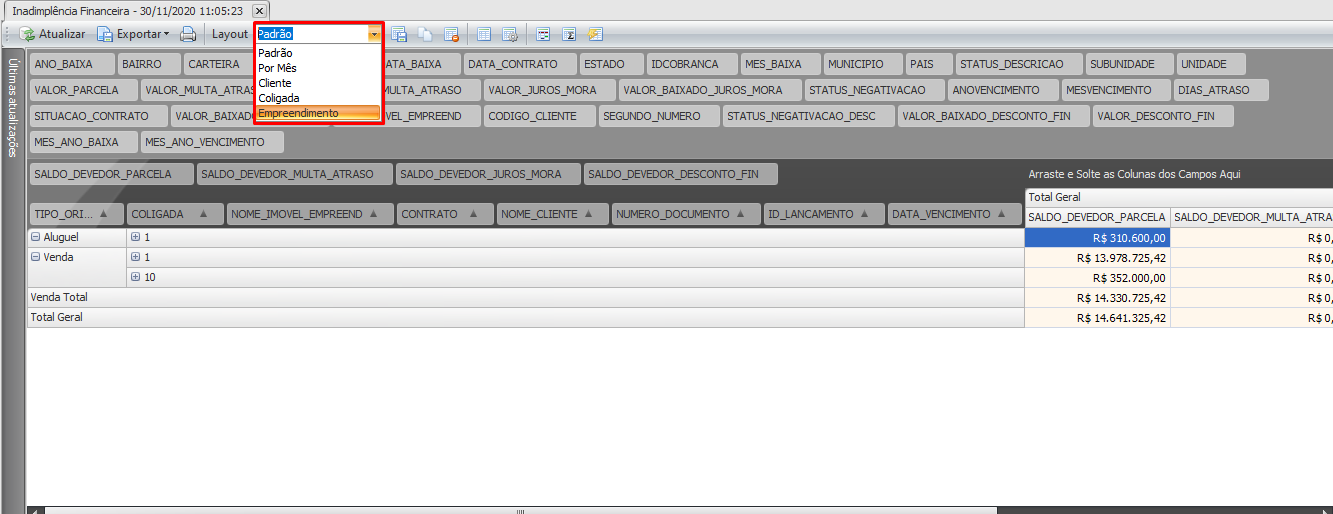 Inadimplência Financeira - 30/11/2020 11:05:23
Atualizar Exportar Layout Padrão
Padrão
Por Mês
Cliente
Coligada
Empreendimento
Últimas atualizações
ANO_BAIXA BAIRRO CARTEIRA ATA_BAIXA DATA_CONTRATO ESTADO IDCOBRANCA MES_BAIXA MUNICIPIO PAIS STATUS_DESCRICAO SUBUNIDADE UNIDADE
VALOR_PARCELA VALOR_MULTA_ATRAS MULTA_ATRASO VALOR_JUROS_MORA VALOR_BAIXADO_JUROS_MORA STATUS_NEGATIVACAO ANOVENCIMENTO MESVENCIMENTO DIAS_ATRASO
SITUACAO_CONTRATO VALOR_BAIXADO VEL_EMPREEND CODIGO_CLIENTE SEGUNDO_NUMERO STATUS_NEGATIVACAO_DESC VALOR_BAIXADO_DESCONTO_FIN VALOR_DESCONTO_FIN
MES_ANO_BAIXA MES_ANO_VENCIMENTO
SALDO_DEVEDOR_PARCELA SALDO_DEVEDOR_MULTA_ATRASO SALDO_DEVEDOR_JUROS_MORA SALDO_DEVEDOR_DESCONTO_FIN Arraste e Solte as Colunas dos Campos Aqui
Total Geral
TIPO_ORI... COLIGADA NOME_IMOVEL_EMPREEND CONTRATO NOME_CLIENTE NUMERO_DOCUMENTO ID_LANCAMENTO DATA_VENCIMENTO SALDO_DEVEDOR_PARCELA SALDO_DEVEDOR_MULTA_ATRA
Aluguel 1 R$ 310.600,00 R$ 0,
Venda 1 R$ 13.978.725,42 R$ 0,
10 R$ 352.000,00 R$ 0,
Venda Total R$ 14.330.725,42 R$ 0,
Total Geral R$ 14.641.325,42 R$ 0,